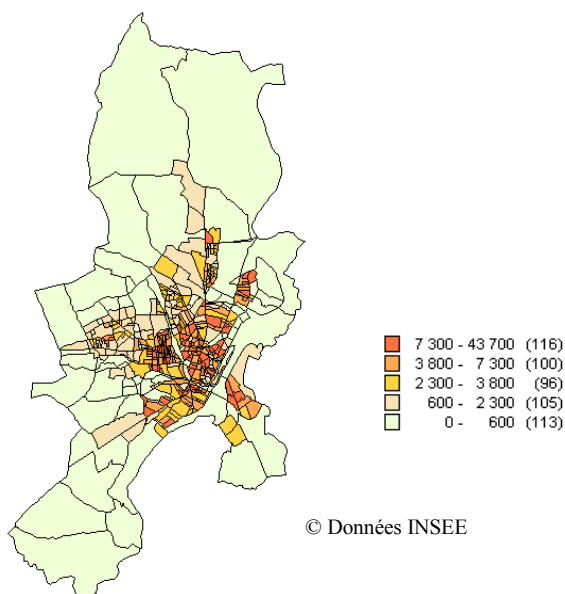 7 300 - 43 700 (116)
3 800 - 7 300 (100)
2 300 - 3 800 (96)
600 - 2 300 (105)
0 - 600 (113)
© Données INSEE